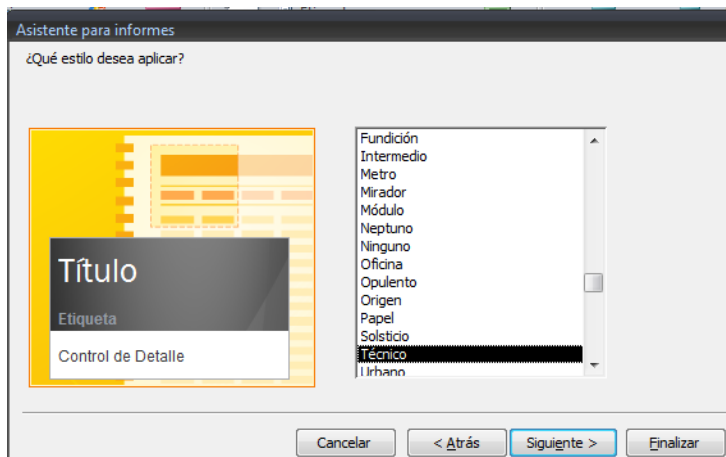 Asistente para informes
¿Qué estilo desea aplicar?
Título
Etiqueta
Control de Detalle
Fundición
Intermedio
Metro
Mirador
Módulo
Neptuno
Ninguno
Oficina
Opulento
Origen
Papel
Solsticio
Técnico
Urbano
Cancelar
< Atrás
Siguiente >
Finalizar